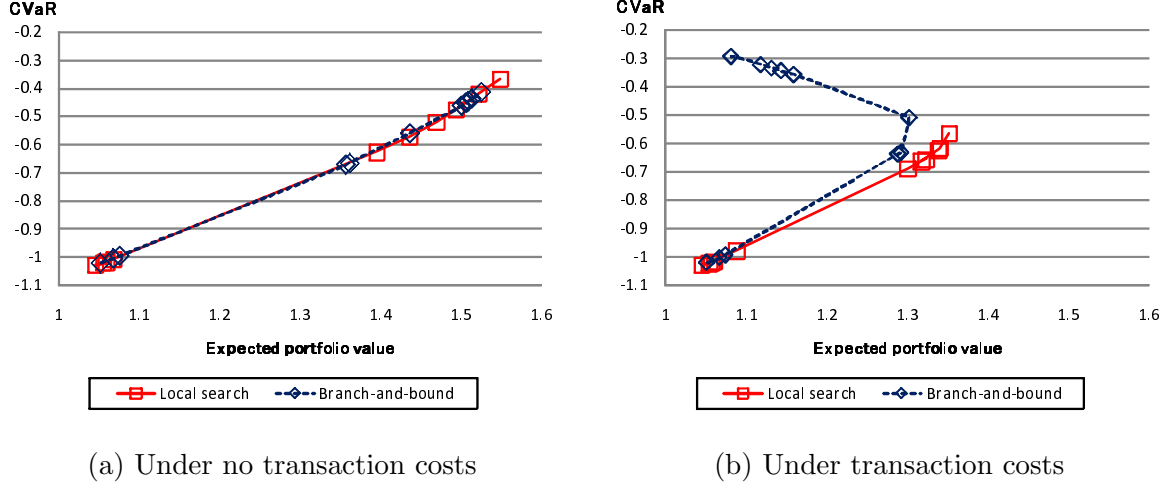 CVaR
-0.2
-0.3
-0.4
-0.5
-0.6
-0.7
-0.8
-0.9
-1
-1.1
1 1.1 1.2 1.3 1.4 1.5 1.6
Expected portfolio value
Local search Branch-and-bound
(a) Under no transaction costs
CVaR
-0.2
-0.3
-0.4
-0.5
-0.6
-0.7
-0.8
-0.9
-1
-1.1
1 1.1 1.2 1.3 1.4 1.5 1.6
Expected portfolio value
Local search Branch-and-bound
(b) Under transaction costs